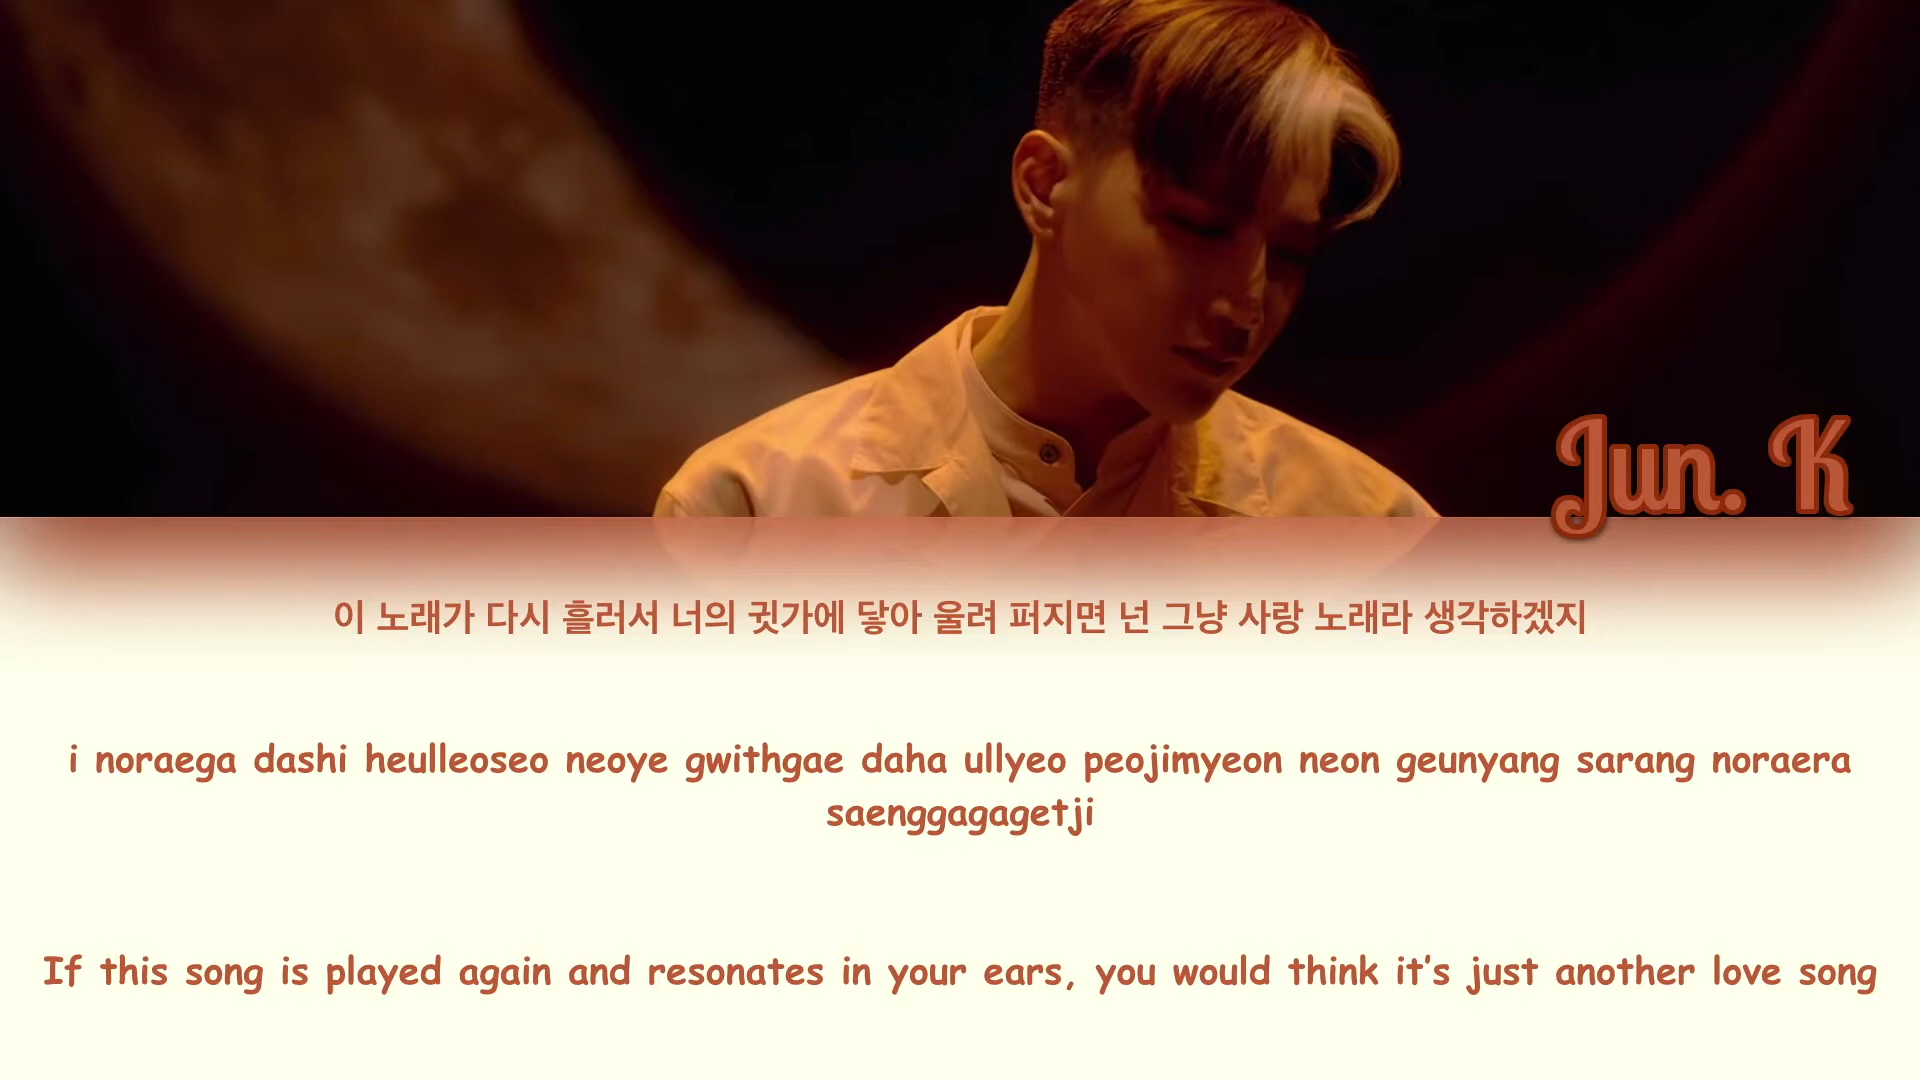 Jun. K
이 노래가 다시 흘러서 너의 귓가에 닿아 울려 퍼지면 넌 그냥 사랑 노래라 생각하겠지
i noraega dashi heulleoseo neoye gwithgae daha ullyeo peojimyeon neon geunyang sarang noraera
saenggagagetji
If this song is played again and resonates in your ears, you would think it's just another love song